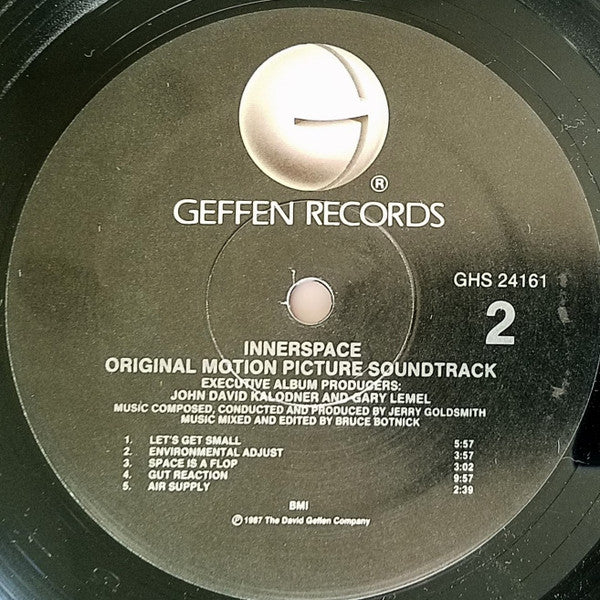 G
®
GEFFEN RECORDS
GHS 24161
2
INNERSPACE
ORIGINAL MOTION PICTURE SOUNDTRACK
EXECUTIVE ALBUM PRODUCERS:
JOHN DAVID KALODNER AND GARY LEMEL
MUSIC COMPOSED, CONDUCTED AND PRODUCED BY JERRY GOLDSMITH
MUSIC MIXED AND EDITED BY BRUCE BOTNICK
1. LET'S GET SMALL 5:57
2. ENVIRONMENTAL ADJUST 3:57
3. SPACE IS A FLOP 3:02
4. GUT REACTION 9:57
5. AIR SUPPLY 2:39
BMI
℗ 1987 The David Geffen Company